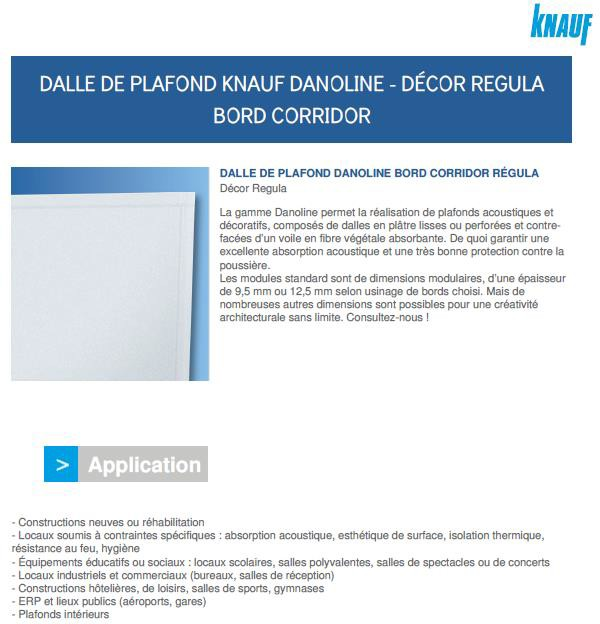 KNAUF
DALLE DE PLAFOND KNAUF DANOLINE - DÉCOR REGULA
BORD CORRIDOR
DALLE DE PLAFOND DANOLINE BORD CORRIDOR RÉGULA
Décor Regula
La gamme Danoline permet la réalisation de plafonds acoustiques et
décoratifs, composés de dalles en plâtre lisses ou perforées et contre-
facées d'un voile en fibre végétale absorbante. De quoi garantir une
excellente absorption acoustique et une très bonne protection contre la
poussière.
Les modules standard sont de dimensions modulaires, d'une épaisseur
de 9,5 mm ou 12,5 mm selon usinage de bords choisi. Mais de
nombreuses autres dimensions sont possibles pour une créativité
architecturale sans limite. Consultez-nous !
> Application
- Constructions neuves ou réhabilitation
- Locaux soumis à contraintes spécifiques : absorption acoustique, esthétique de surface, isolation thermique,
résistance au feu, hygiène
- Équipements éducatifs ou sociaux : locaux scolaires, salles polyvalentes, salles de spectacles ou de concerts
- Locaux industriels et commerciaux (bureaux, salles de réception)
- Constructions hôtelières, de loisirs, salles de sports, gymnases
- ERP et lieux publics (aéroports, gares)
- Plafonds intérieurs